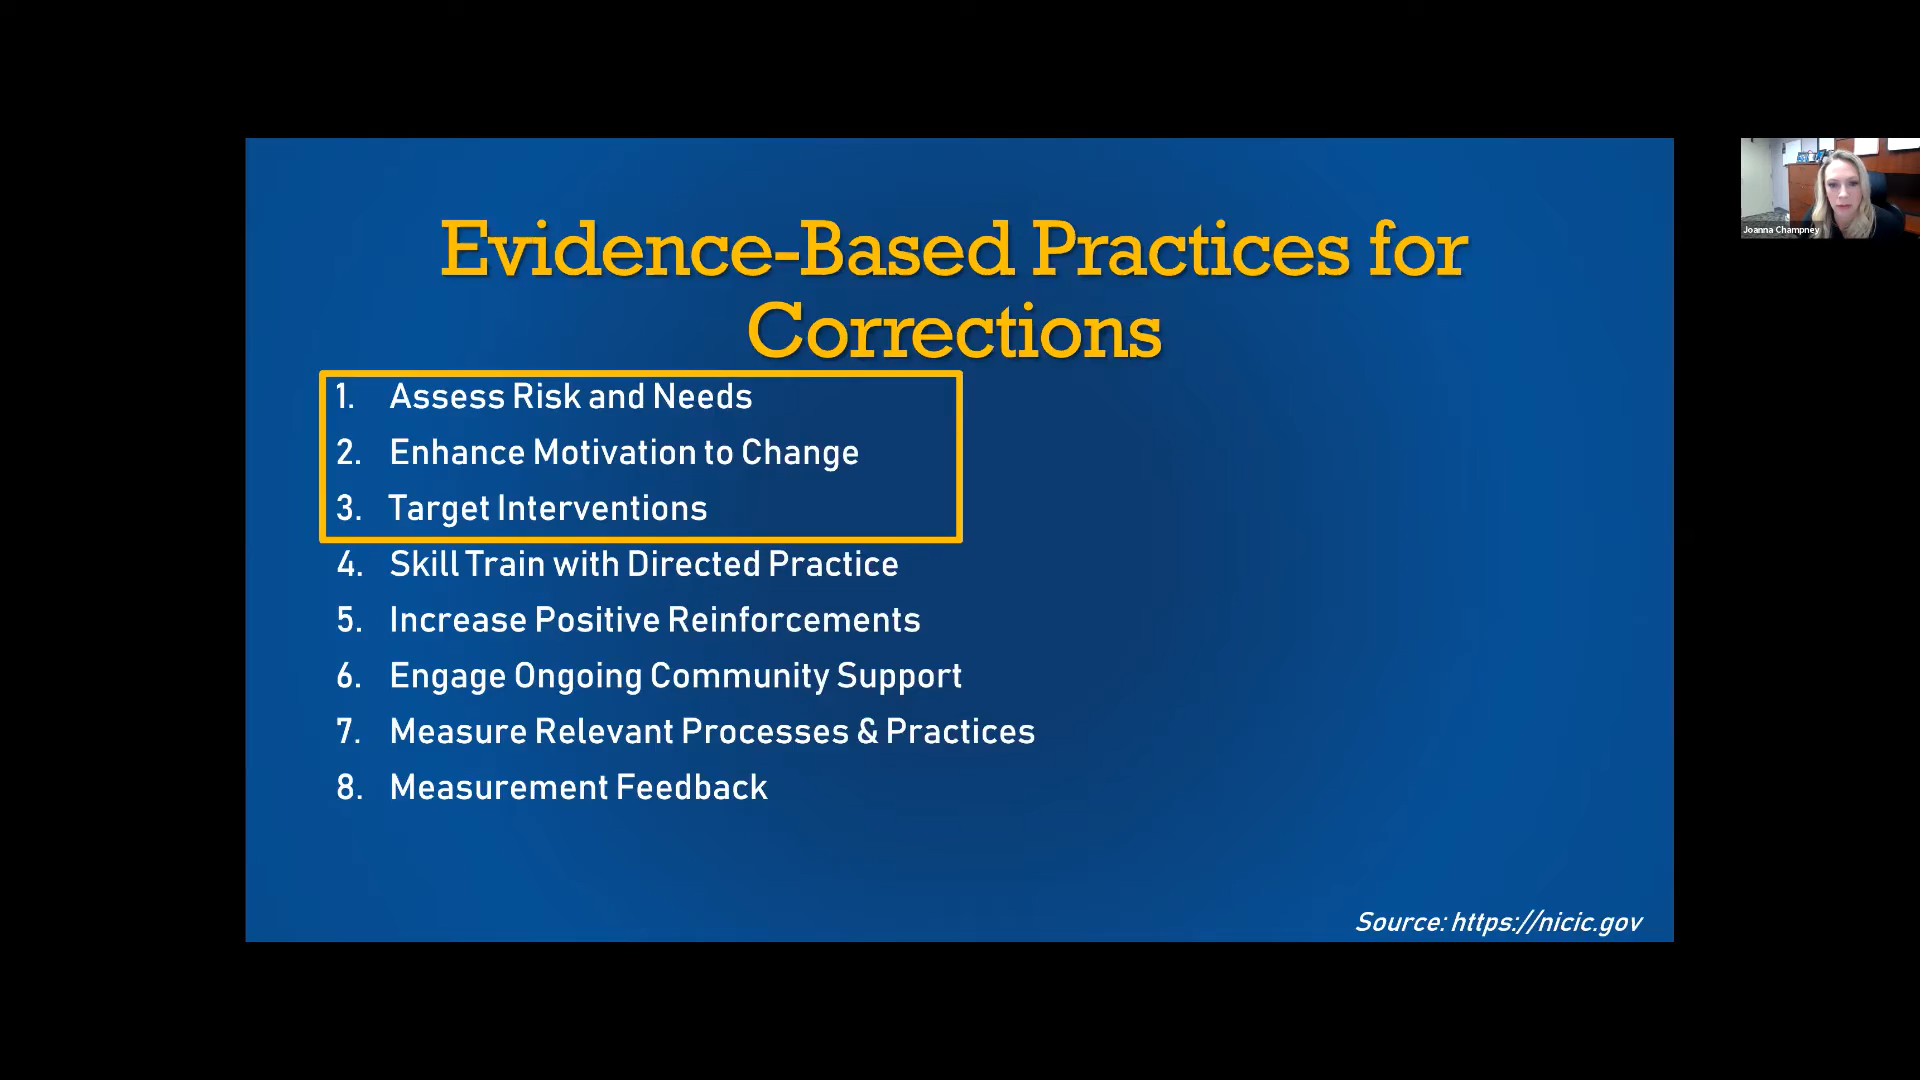 Evidence-Based Practices for
Corrections
1. Assess Risk and Needs
2. Enhance Motivation to Change
3. Target Interventions
4. Skill Train with Directed Practice
5. Increase Positive Reinforcements
6. Engage Ongoing Community Support
7. Measure Relevant Processes & Practices
8. Measurement Feedback
Source: https://nicic.gov
Joanna Champney